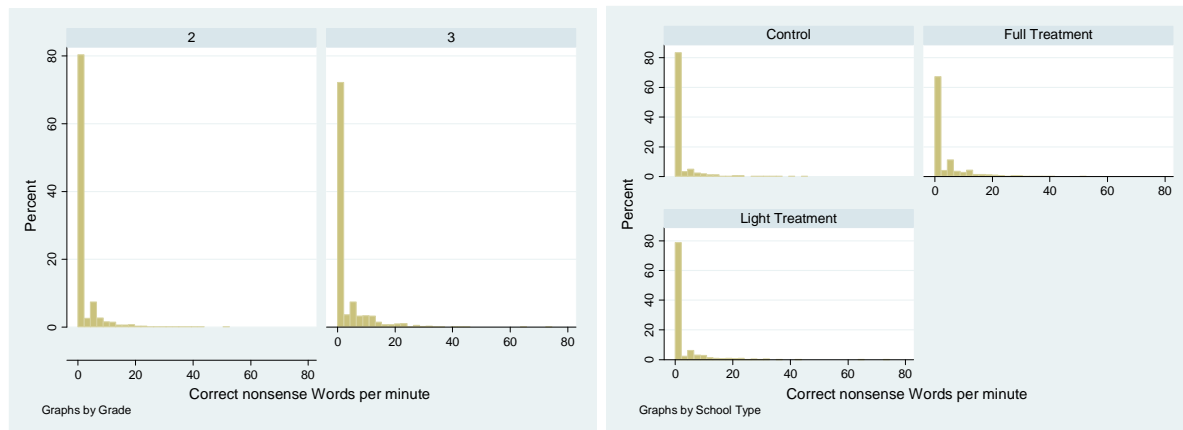 2
3
80
60
40
20
0
Percent
0 20 40 60 80
0 20 40 60 80
Correct nonsense Words per minute
Graphs by Grade
Control
Full Treatment
80
60
40
20
0
0 20 40 60 80
Percent
Light Treatment
80
60
40
20
0
0 20 40 60 80
Correct nonsense Words per minute
Graphs by School Type